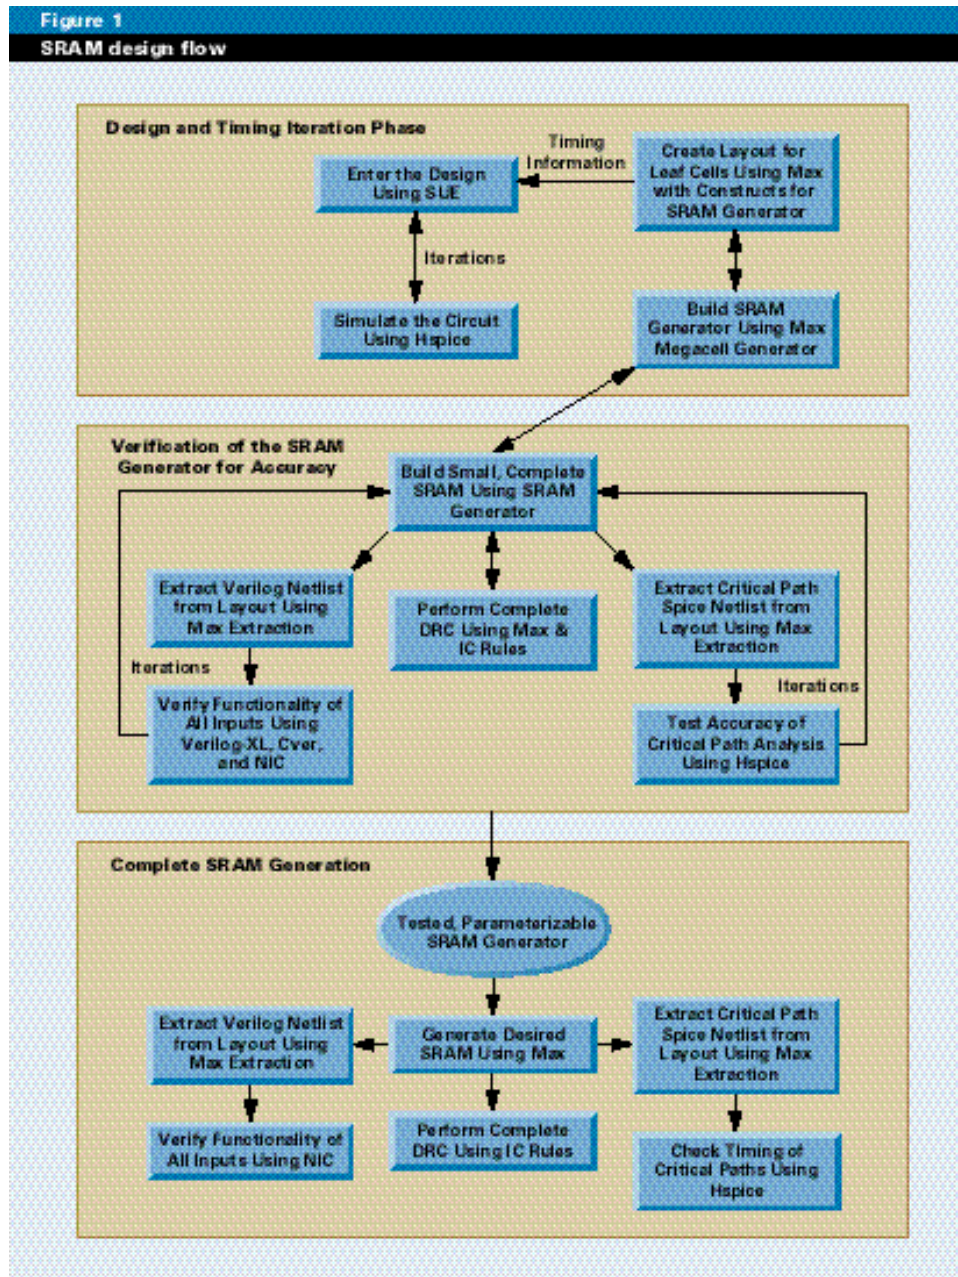 Figure 1
SRAM design flow
Design and Timing Iteration Phase
Timing
Information
Enter the Design
Using SUE
Create Layout for
Leaf Cells Using Max
with Constructs for
SRAM Generator
Iterations
Simulate the Circuit
Using Hspice
Build SRAM
Generator Using Max
Megacell Generator
Verification of the SRAM
Generator for Accuracy
Build Small, Complete
SRAM Using SRAM
Generator
Extract Verilog Netlist
from Layout Using
Max Extraction
Perform Complete
DRC Using Max &
IC Rules
Extract Critical Path
Spice Netlist from
Layout Using Max
Extraction
Iterations
Iterations
Verify Functionality of
All Inputs Using
Verilog-XL, Cver,
and NIC
Test Accuracy of
Critical Path Analysis
Using Hspice
Complete SRAM Generation
Tested, Parameterizable
SRAM Generator
Extract Verilog Netlist
from Layout Using
Max Extraction
Generate Desired
SRAM Using Max
Extract Critical Path
Spice Netlist from
Layout Using Max
Extraction
Verify Functionality of
All Inputs Using NIC
Perform Complete
DRC Using IC Rules
Check Timing of
Critical Paths Using
Hspice